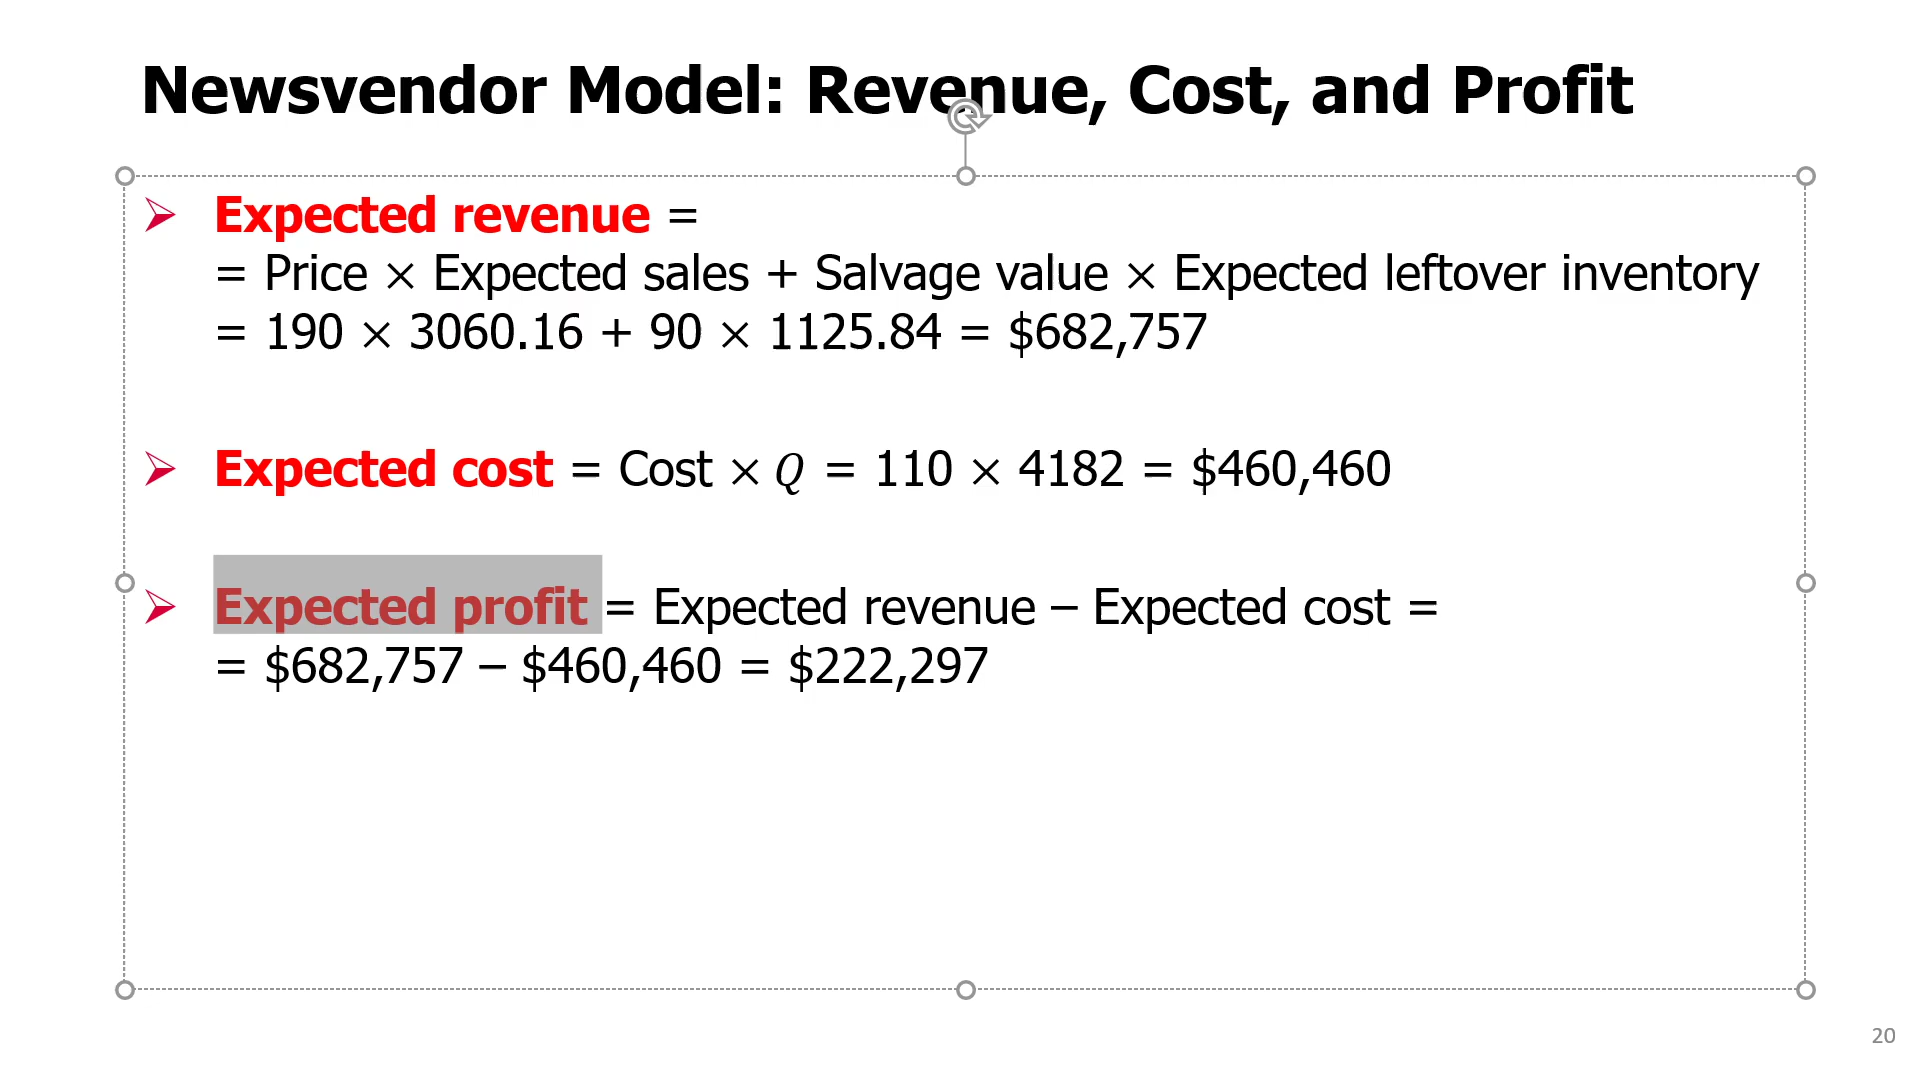 Newsvendor Model: Revenue, Cost, and Profit
➢ Expected revenue =
= Price × Expected sales + Salvage value × Expected leftover inventory
= 190 × 3060.16 + 90 × 1125.84 = $682,757
➢ Expected cost = Cost × Q = 110 × 4182 = $460,460
➢ Expected profit = Expected revenue – Expected cost =
= $682,757 – $460,460 = $222,297
20